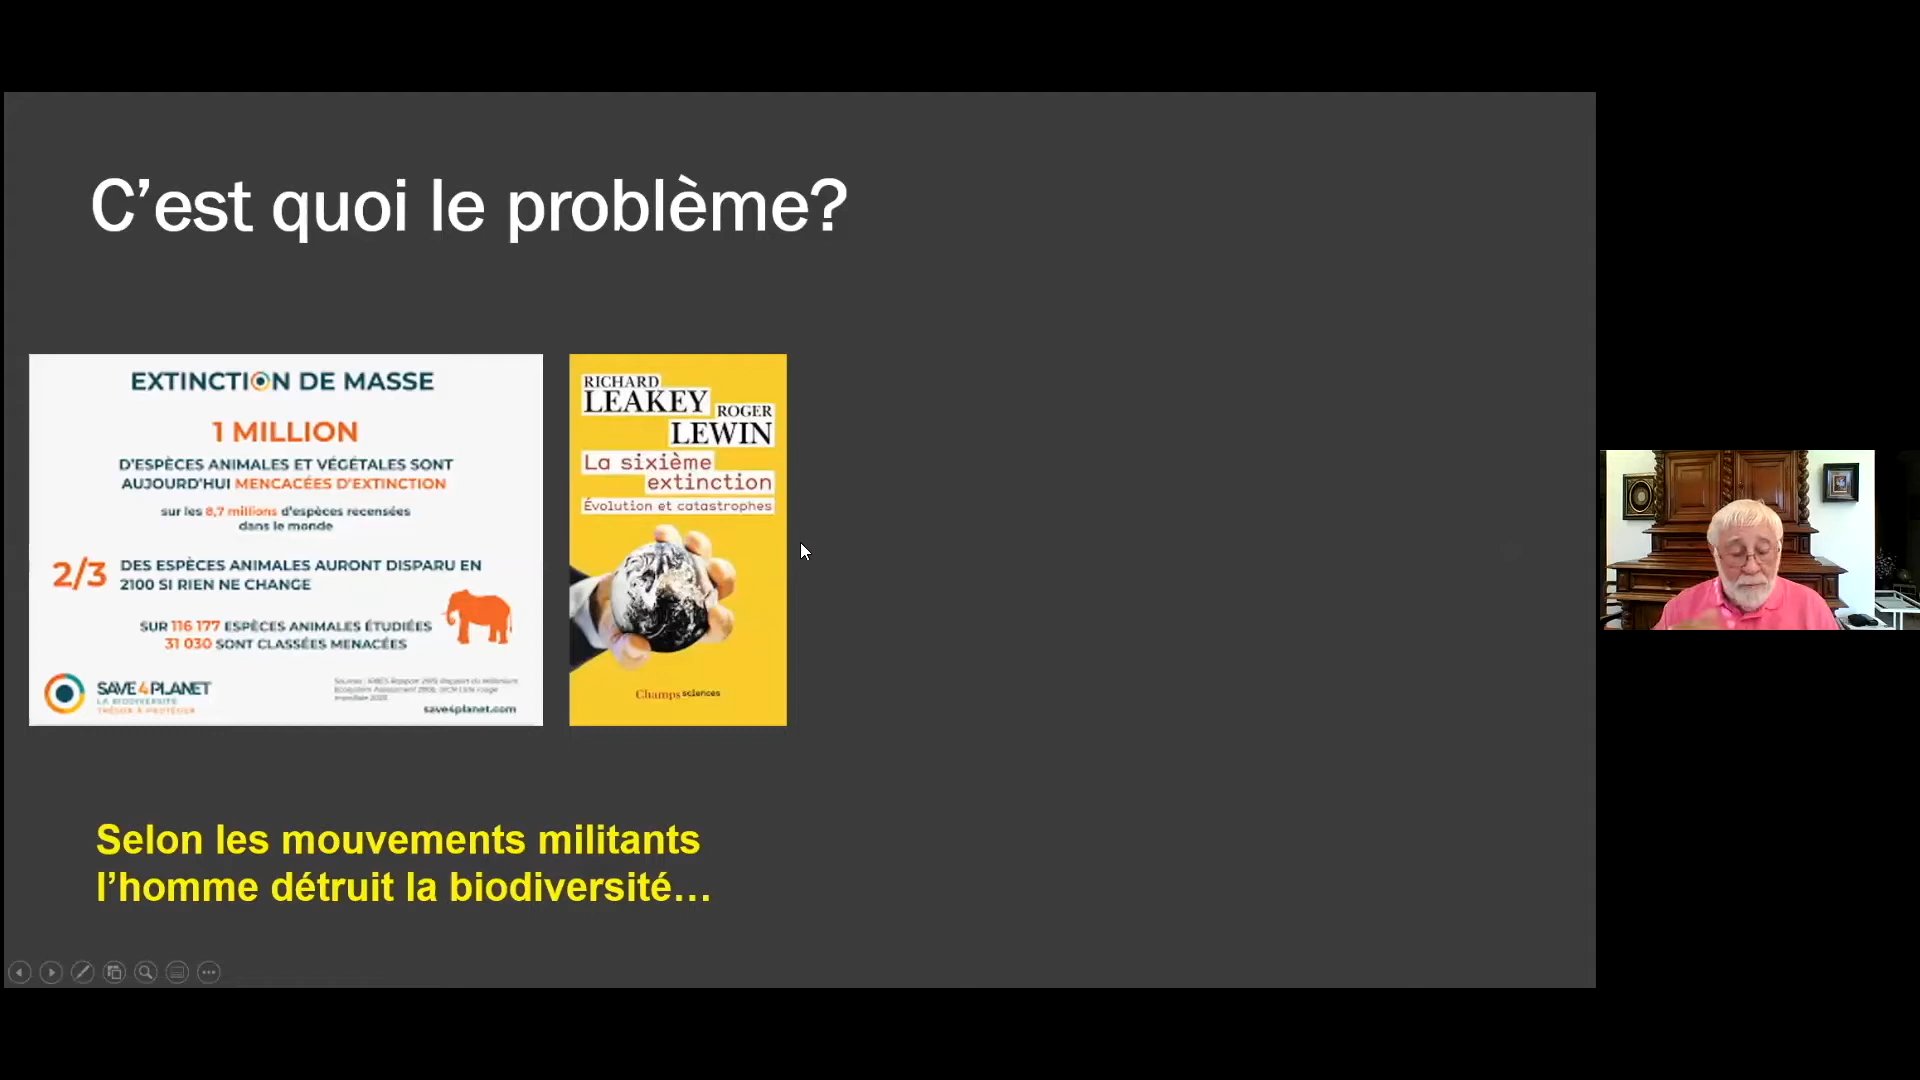 C’est quoi le problème?
EXTINCTION DE MASSE
1 MILLION
D'ESPÈCES ANIMALES ET VÉGÉTALES SONT
AUJOURD'HUI MENCACÉES D'EXTINCTION
sur les 8,7 millions d'espèces recensées
dans le monde
2/3 DES ESPÈCES ANIMALES AURONT DISPARU EN
2100 SI RIEN NE CHANGE
SUR 116 177 ESPÈCES ANIMALES ÉTUDIÉES
31 030 SONT CLASSÉES MENACÉES
SAVE4PLANET
LA BIODIVERSITÉ
TRÉSOR À PROTÉGER
save4planet.com
RICHARD
LEAKEY
ROGER
LEWIN
La sixième
extinction
Évolution et catastrophes
Champs sciences
Selon les mouvements militants
l’homme détruit la biodiversité…